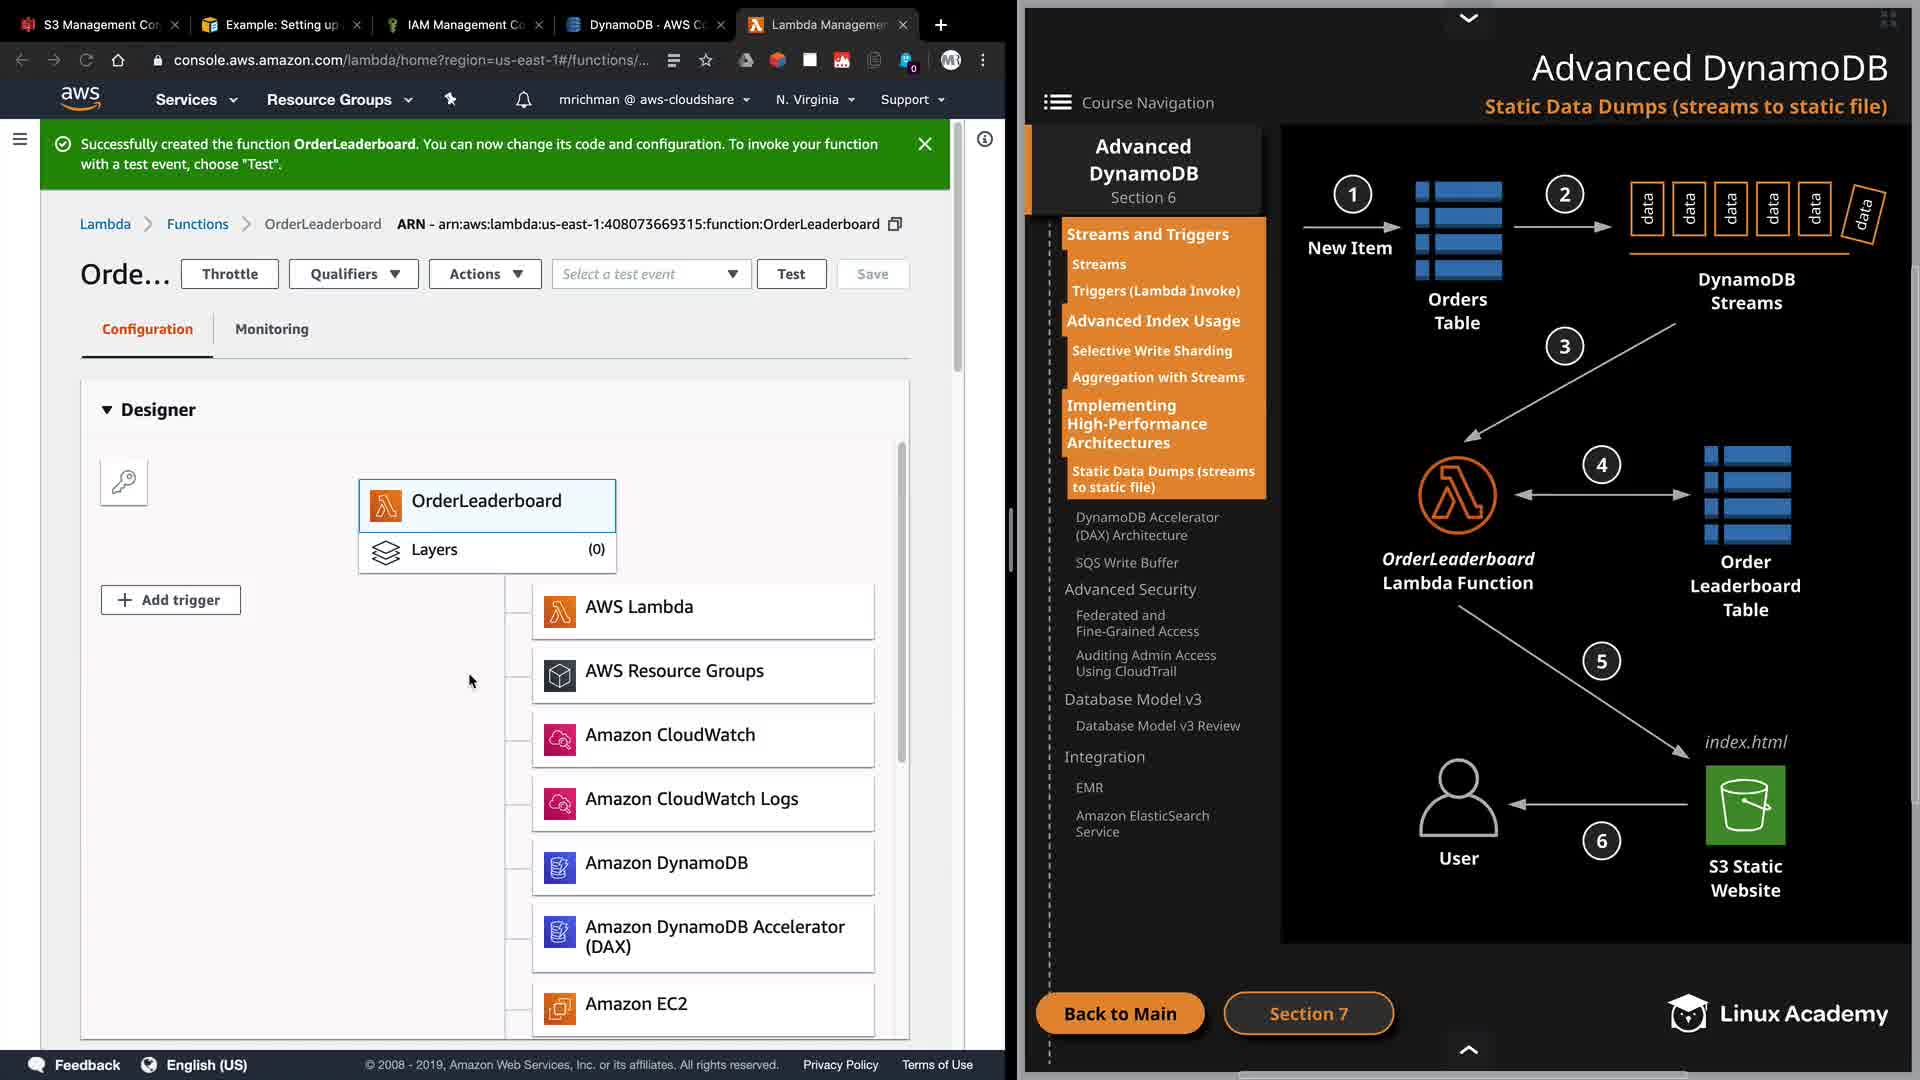 S3 Management Co
Example: Setting up
IAM Management Co
DynamoDB · AWS C
Lambda Managemen
console.aws.amazon.com/lambda/home?region=us-east-1#/functions/...
0
aws
Services
Resource Groups
mrichman @ aws-cloudshare
N. Virginia
Support
Successfully created the function OrderLeaderboard. You can now change its code and configuration. To invoke your function
with a test event, choose "Test".
Lambda
Functions
OrderLeaderboard
ARN - arn:aws:lambda:us-east-1:408073669315:function:OrderLeaderboard
Orde...
Throttle
Qualifiers
Actions
Select a test event
Test
Save
Configuration
Monitoring
Designer
OrderLeaderboard
Layers
(0)
Add trigger
AWS Lambda
AWS Resource Groups
Amazon CloudWatch
Amazon CloudWatch Logs
Amazon DynamoDB
Amazon DynamoDB Accelerator
(DAX)
Amazon EC2
Feedback
English (US)
© 2008 - 2019, Amazon Web Services, Inc. or its affiliates. All rights reserved.
Privacy Policy
Terms of Use
Advanced DynamoDB
Static Data Dumps (streams to static file)
Course Navigation
Advanced
DynamoDB
Section 6
Streams and Triggers
Streams
Triggers (Lambda Invoke)
Advanced Index Usage
Selective Write Sharding
Aggregation with Streams
Implementing
High-Performance
Architectures
Static Data Dumps (streams
to static file)
DynamoDB Accelerator
(DAX) Architecture
SQS Write Buffer
Advanced Security
Federated and
Fine-Grained Access
Auditing Admin Access
Using CloudTrail
Database Model v3
Database Model v3 Review
Integration
EMR
Amazon ElasticSearch
Service
1
New Item
Orders
Table
2
data
data
data
data
data
data
DynamoDB
Streams
3
OrderLeaderboard
Lambda Function
4
Order
Leaderboard
Table
5
index.html
S3 Static
Website
6
User
Back to Main
Section 7
Linux Academy